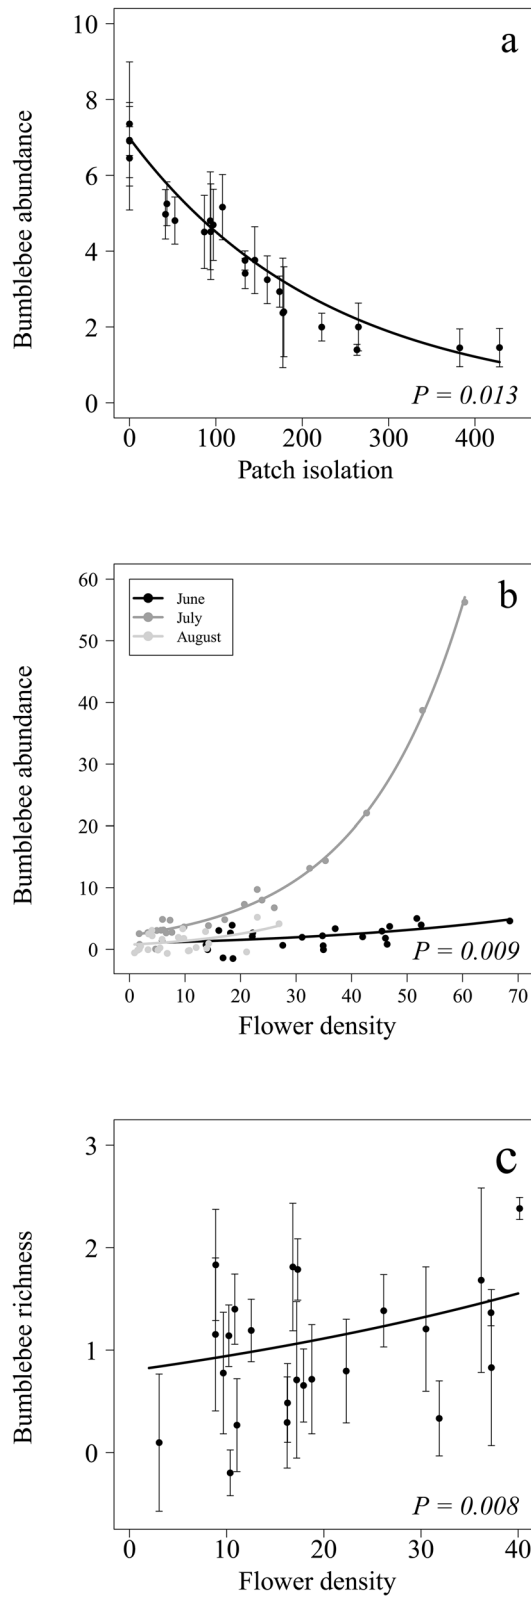 a
10
8
6
4
2
0
Bumblebee abundance
P = 0.013
0 100 200 300 400
Patch isolation
b
60
40
30
20
10
0
Bumblebee abundance
June
July
August
P = 0.009
0 10 20 30 40 50 60 70
Flower density
c
3
2
1
0
Bumblebee richness
P = 0.008
0 10 20 30 40
Flower density